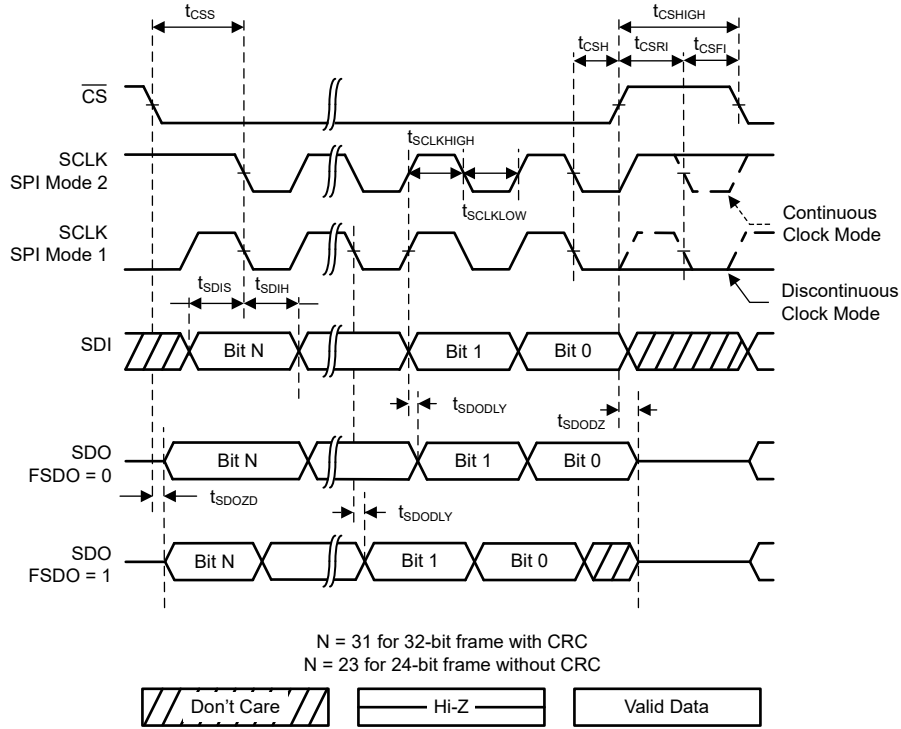 tCSS
tCSHIGH
tCSH
tCSRI
tCSFI
CS
SCLK
SPI Mode 2
tSCLKHIGH
tSCLKLOW
Continuous
Clock Mode
SCLK
SPI Mode 1
Discontinuous
Clock Mode
tSDIS
tSDIH
SDI
Bit N
Bit 1
Bit 0
tSDODLY
tSDODZ
SDO
FSDO = 0
Bit N
Bit 1
Bit 0
tSDOZD
tSDODLY
SDO
FSDO = 1
Bit N
Bit 1
Bit 0
N = 31 for 32-bit frame with CRC
N = 23 for 24-bit frame without CRC
Don't Care
Hi-Z
Valid Data